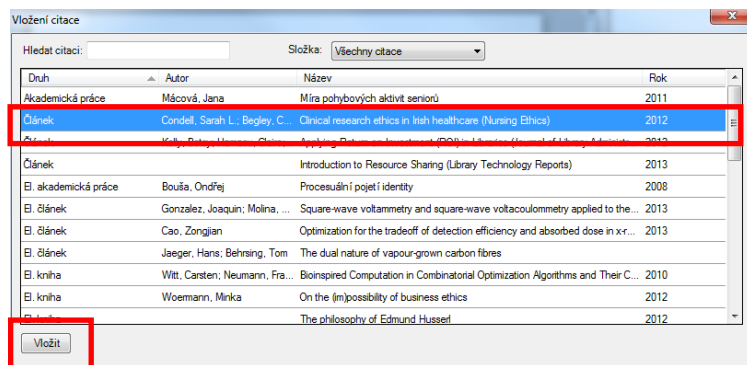 Vložení citace
Hledat citaci: Složka: Všechny citace
Druh Autor Název Rok
Akademická práce Mácová, Jana Míra pohybových aktivit seniorů 2011
Článek Condell, Sarah L.; Begley, C... Clinical research ethics in Irish healthcare (Nursing Ethics) 2012
Článek 2012
Článek Introduction to Resource Sharing (Library Technology Reports) 2013
El. akademická práce Bouša, Ondřej Procesuální pojetí identity 2008
El. článek Gonzalez, Joaquin; Molina, ... Square-wave voltammetry and square-wave voltacoulommetry applied to the... 2013
El. článek Cao, Zongjian Optimization for the tradeoff of detection efficiency and absorbed dose in x-r... 2013
El. článek Jaeger, Hans; Behrsing, Tom The dual nature of vapour-grown carbon fibres
El. kniha Witt, Carsten; Neumann, Fra... Bioinspired Computation in Combinatorial Optimization Algorithms and Their C... 2010
El. kniha Woermann, Minka On the (im)possibility of business ethics 2012
El. kniha The philosophy of Edmund Husserl 2012
Vložit